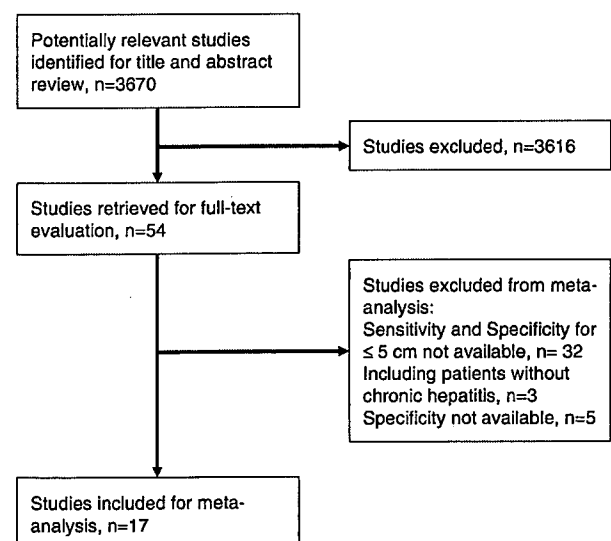 Potentially relevant studies
identified for title and abstract
review, n=3670
Studies excluded, n=3616
Studies retrieved for full-text
evaluation, n=54
Studies excluded from meta-
analysis:
Sensitivity and Specificity for
≤ 5 cm not available, n= 32
Including patients without
chronic hepatitis, n=3
Specificity not available, n=5
Studies included for meta-
analysis, n=17